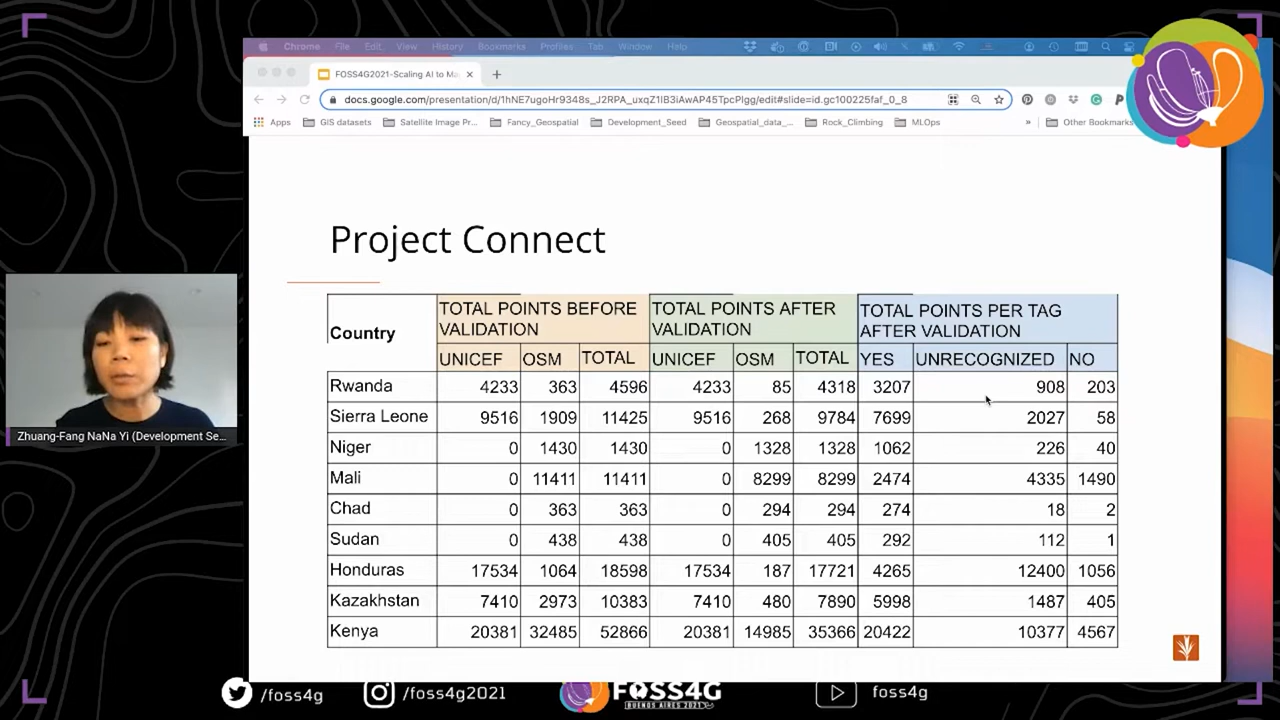 Chrome File Edit View History Bookmarks Profiles Tab Window Help
FOSS4G2021-Scaling AI to Ma
docs.google.com/presentation/d/1hNE7ugoHr9348s_J2RPA_uxqZ1IB3iAwAP45TpcPlgg/edit#slide=id.gc100225faf_0_8
Apps GIS datasets Satellite Image Pr... Fancy_Geospatial Development_Seed Geospatial_data_... Rock_Climbing MLOps » Other Bookmarks
Project Connect
Country TOTAL POINTS BEFORE VALIDATION TOTAL POINTS AFTER VALIDATION TOTAL POINTS PER TAG AFTER VALIDATION
UNICEF OSM TOTAL UNICEF OSM TOTAL YES UNRECOGNIZED NO
Rwanda 4233 363 4596 4233 85 4318 3207 908 203
Sierra Leone 9516 1909 11425 9516 268 9784 7699 2027 58
Niger 0 1430 1430 0 1328 1328 1062 226 40
Mali 0 11411 11411 0 8299 8299 2474 4335 1490
Chad 0 363 363 0 294 294 274 18 2
Sudan 0 438 438 0 405 405 292 112 1
Honduras 17534 1064 18598 17534 187 17721 4265 12400 1056
Kazakhstan 7410 2973 10383 7410 480 7890 5998 1487 405
Kenya 20381 32485 52866 20381 14985 35366 20422 10377 4567
Zhuang-Fang NaNa Yi (Development Se...
/foss4g /foss4g2021 FOSS4G foss4g
BUENOS AIRES 2021